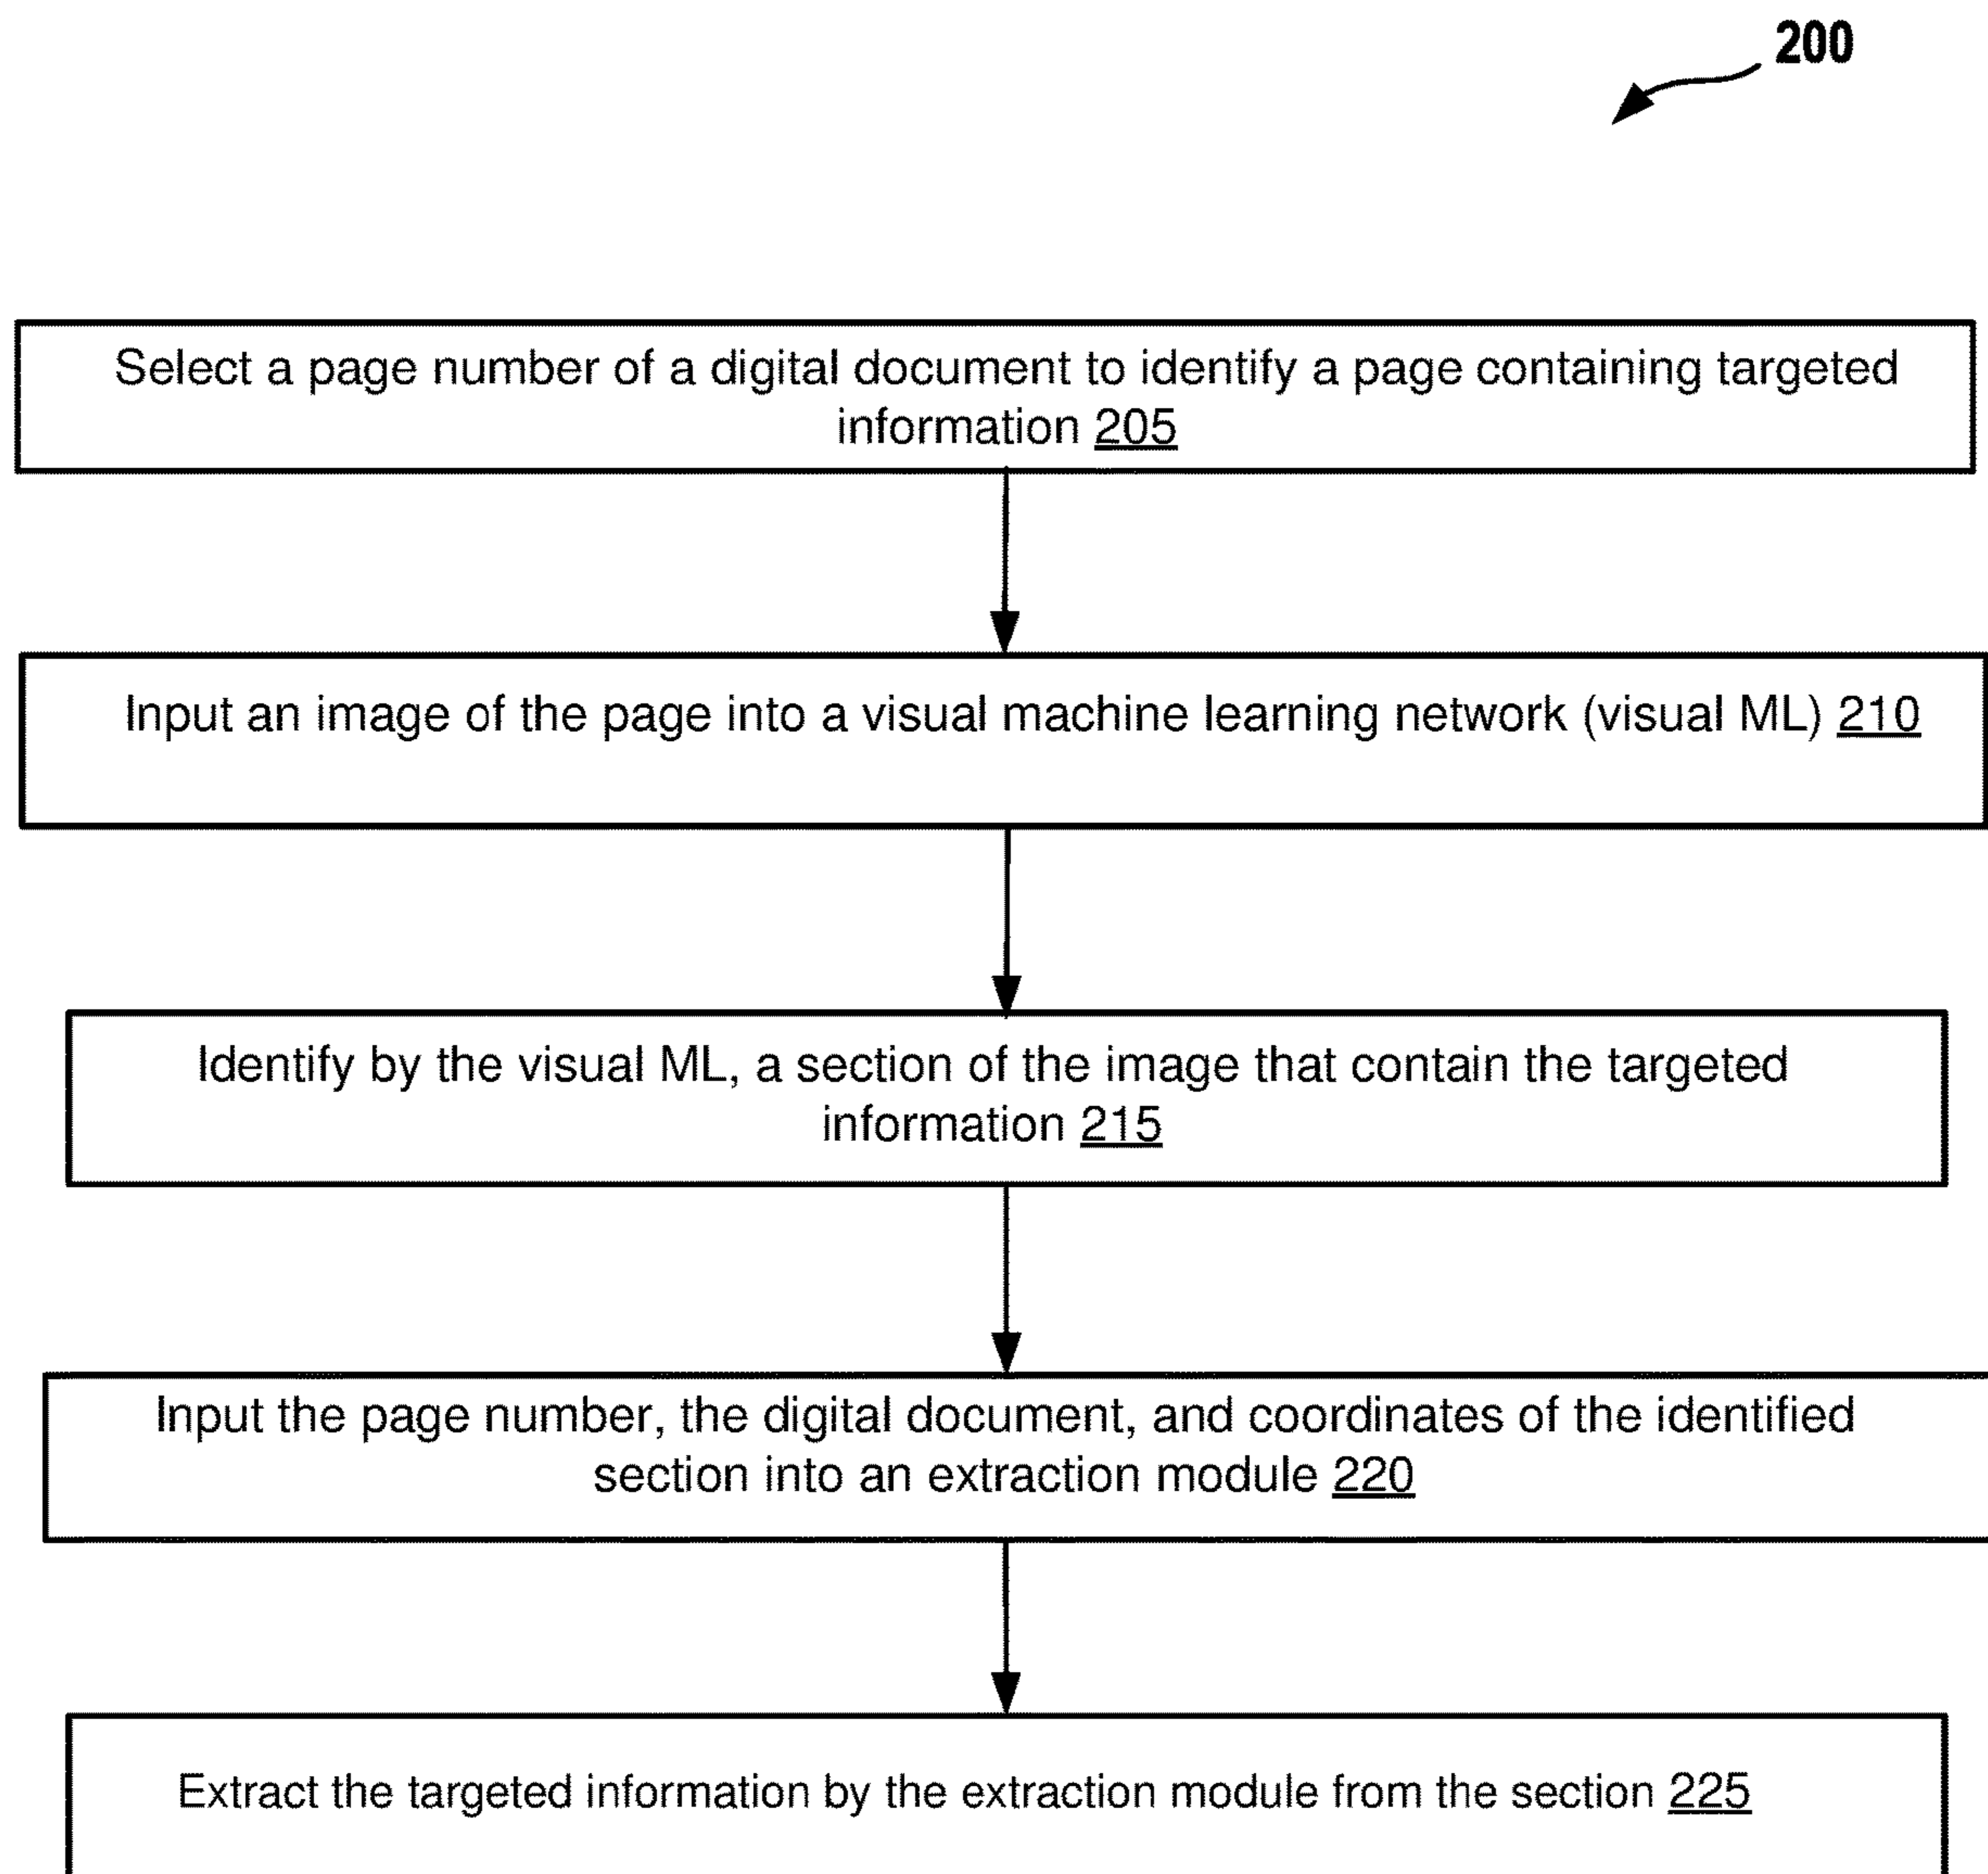 200
Select a page number of a digital document to identify a page containing targeted
information 205
Input an image of the page into a visual machine learning network (visual ML) 210
Identify by the visual ML, a section of the image that contain the targeted
information 215
Input the page number, the digital document, and coordinates of the identified
section into an extraction module 220
Extract the targeted information by the extraction module from the section 225